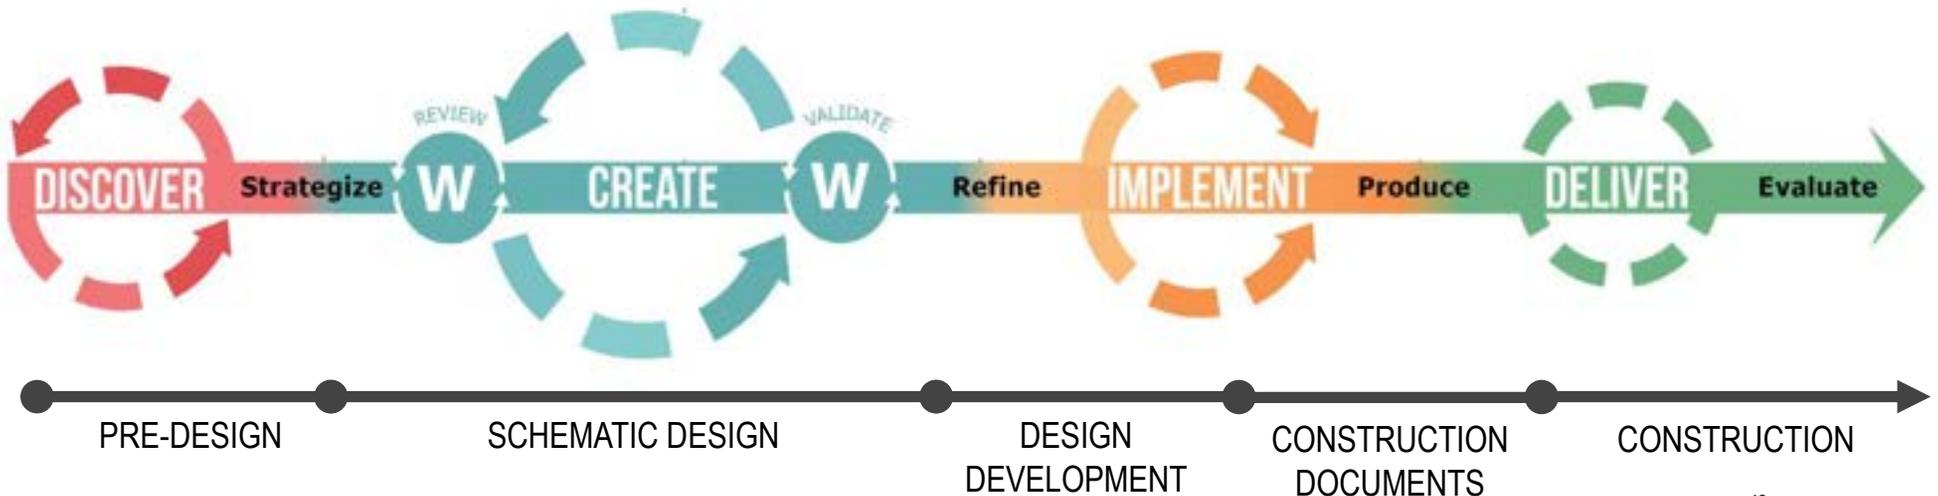 REVIEW
VALIDATE
DISCOVER Strategize W CREATE W Refine IMPLEMENT Produce DELIVER Evaluate
PRE-DESIGN
SCHEMATIC DESIGN
DESIGN
DEVELOPMENT
CONSTRUCTION
DOCUMENTS
CONSTRUCTION